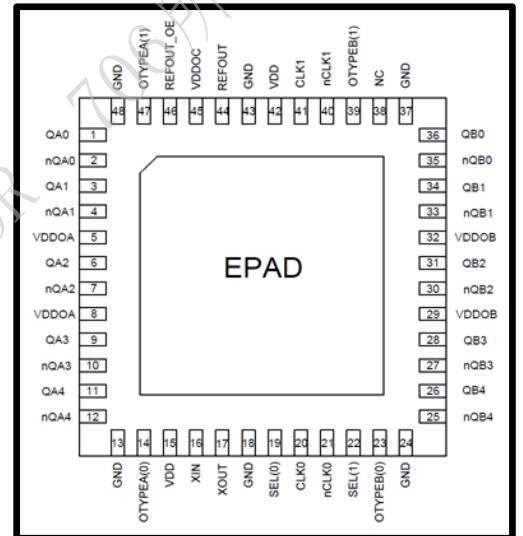 GND OTYPEA(1) REFOUT_OE VDDOC REFOUT GND VDD CLK1 nCLK1 OTYPEB(1) NC GND
48 47 46 45 44 43 42 41 40 39 38 37
QA0 1 36 QB0
nQA0 2 35 nQB0
QA1 3 34 QB1
nQA1 4 33 nQB1
VDDOA 5 32 VDDOB
QA2 6 31 QB2
EPAD
nQA2 7 30 nQB2
VDDOA 8 29 VDDOB
QA3 9 28 QB3
nQA3 10 27 nQB3
QA4 11 26 QB4
nQA4 12 25 nQB4
13 14 15 16 17 18 19 20 21 22 23 24
GND OTYPEA(0) VDD XIN XOUT GND SEL(0) CLK0 nCLK0 SEL(1) OTYPEB(0) GND
706